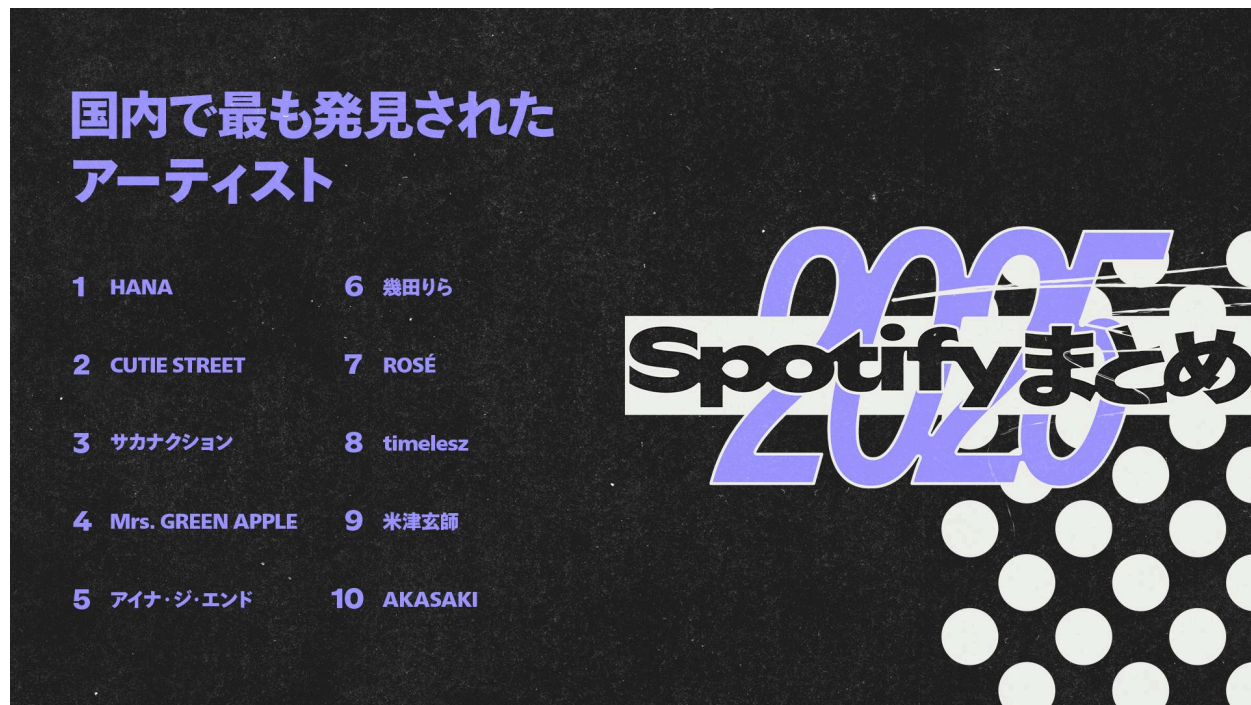 国内で最も発見された
アーティスト
1 HANA
2 CUTIE STREET
3 サカナクション
4 Mrs. GREEN APPLE
5 アイナ・ジ・エンド
6 幾田りら
7 ROSÉ
8 timelesz
9 米津玄師
10 AKASAKI
2025
Spotifyまとめ